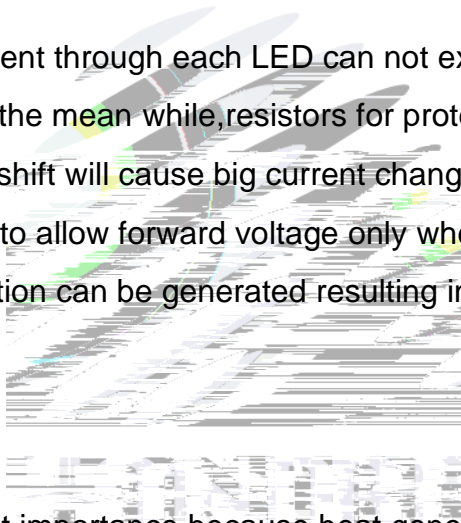 ent through each LED can not ex
the mean while,resistors for prote
shift will cause big current chang
to allow forward voltage only whe
tion can be generated resulting in
t importance because heat gene